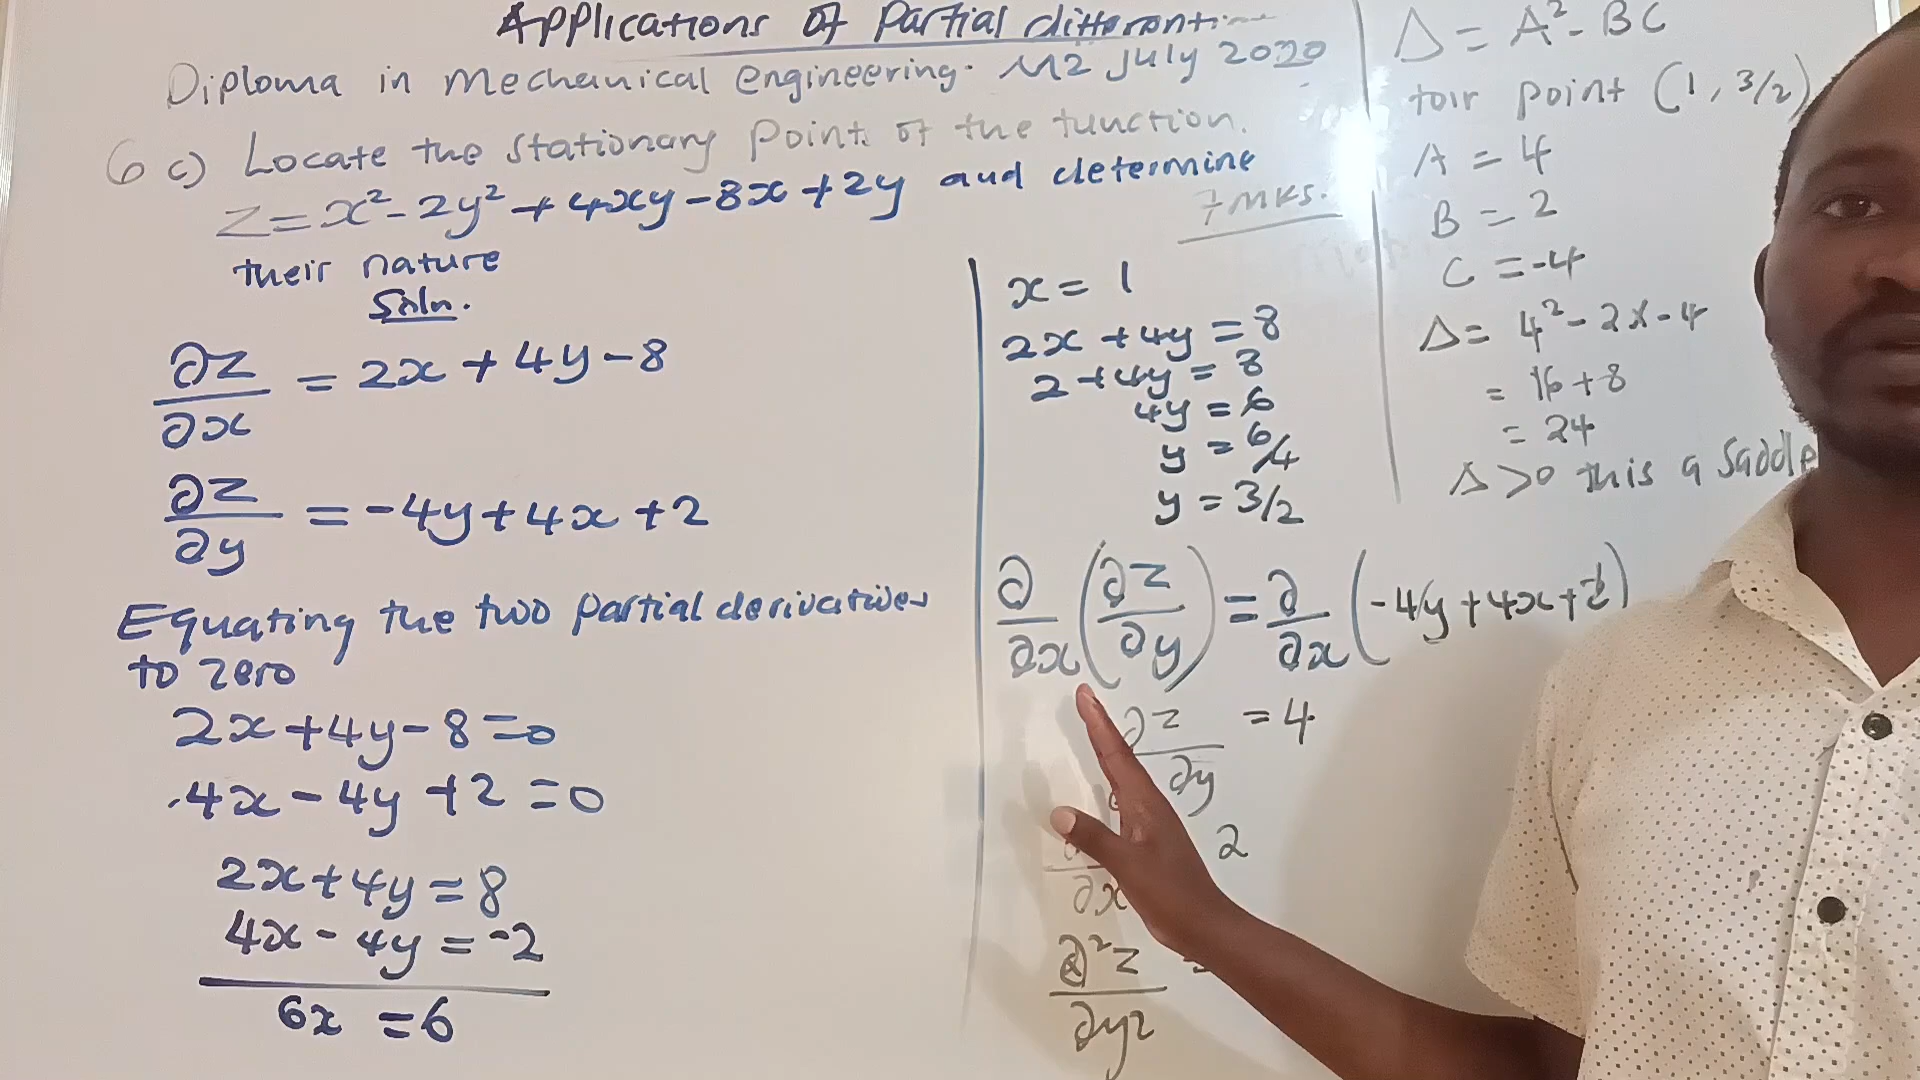 Applications of Partial
Diploma in mechanical engineering. M2 July 2020
6 c) Locate the stationary points of the function.
z = x² - 2y² + 4xy - 8x + 2y and determine
their nature
7mks.
Soln.
∂z/∂x = 2x + 4y - 8
∂z/∂y = -4y + 4x + 2
Equating the two partial derivatives
to zero
2x + 4y - 8 = 0
4x - 4y + 2 = 0
2x + 4y = 8
4x - 4y = -2
6x = 6
x = 1
2x + 4y = 8
2 + 4y = 8
4y = 6
y = 6/4
y = 3/2
∂/∂x (∂z/∂y) = ∂/∂x (-4y + 4x + 2)
∂z = 4
∂y
2
∂x
∂²z
∂y²
Δ = A² - BC
for point (1, 3/2)
A = 4
B = 2
C = -4
Δ = 4² - 2x - 4
= 16 + 8
= 24
Δ > 0 this a saddle